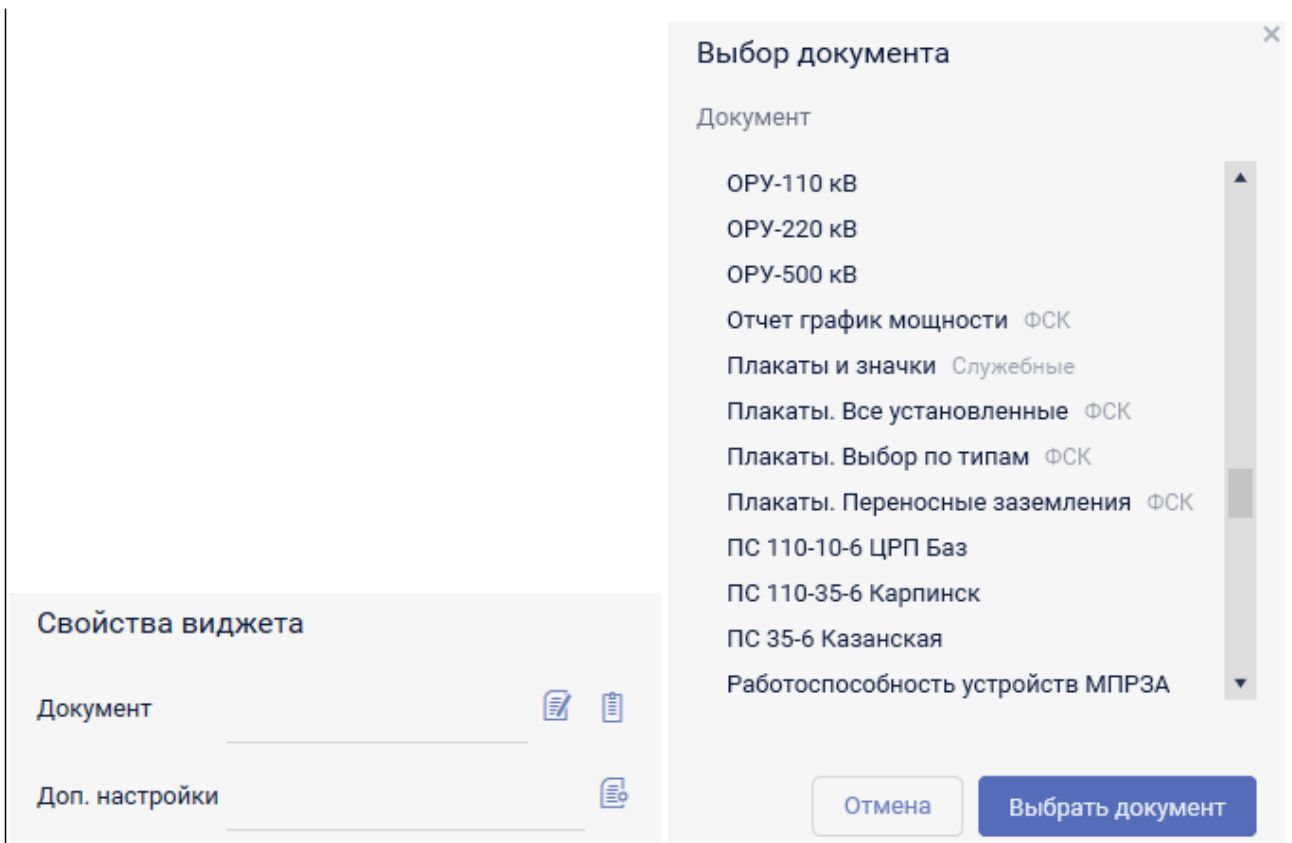 Свойства виджета
Документ
Доп. настройки
Выбор документа
Документ
ОРУ-110 кВ
ОРУ-220 кВ
ОРУ-500 кВ
Отчет график мощности ФСК
Плакаты и значки Служебные
Плакаты. Все установленные ФСК
Плакаты. Выбор по типам ФСК
Плакаты. Переносные заземления ФСК
ПС 110-10-6 ЦРП Баз
ПС 110-35-6 Карпинск
ПС 35-6 Казанская
Работоспособность устройств МПРЗА
Отмена Выбрать документ